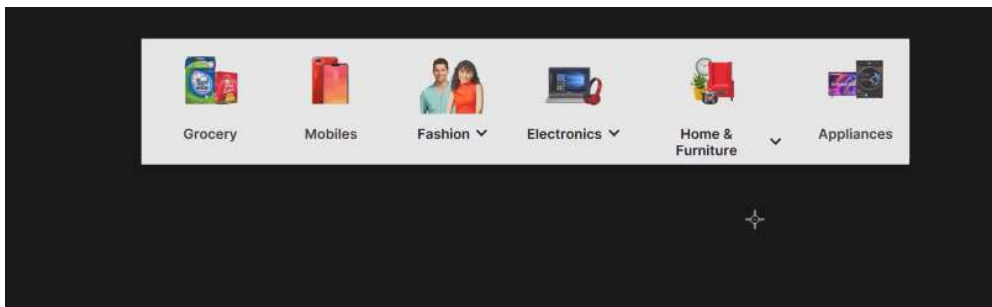 Grocery
Mobiles
Fashion
Electronics
Home &
Furniture
Appliances